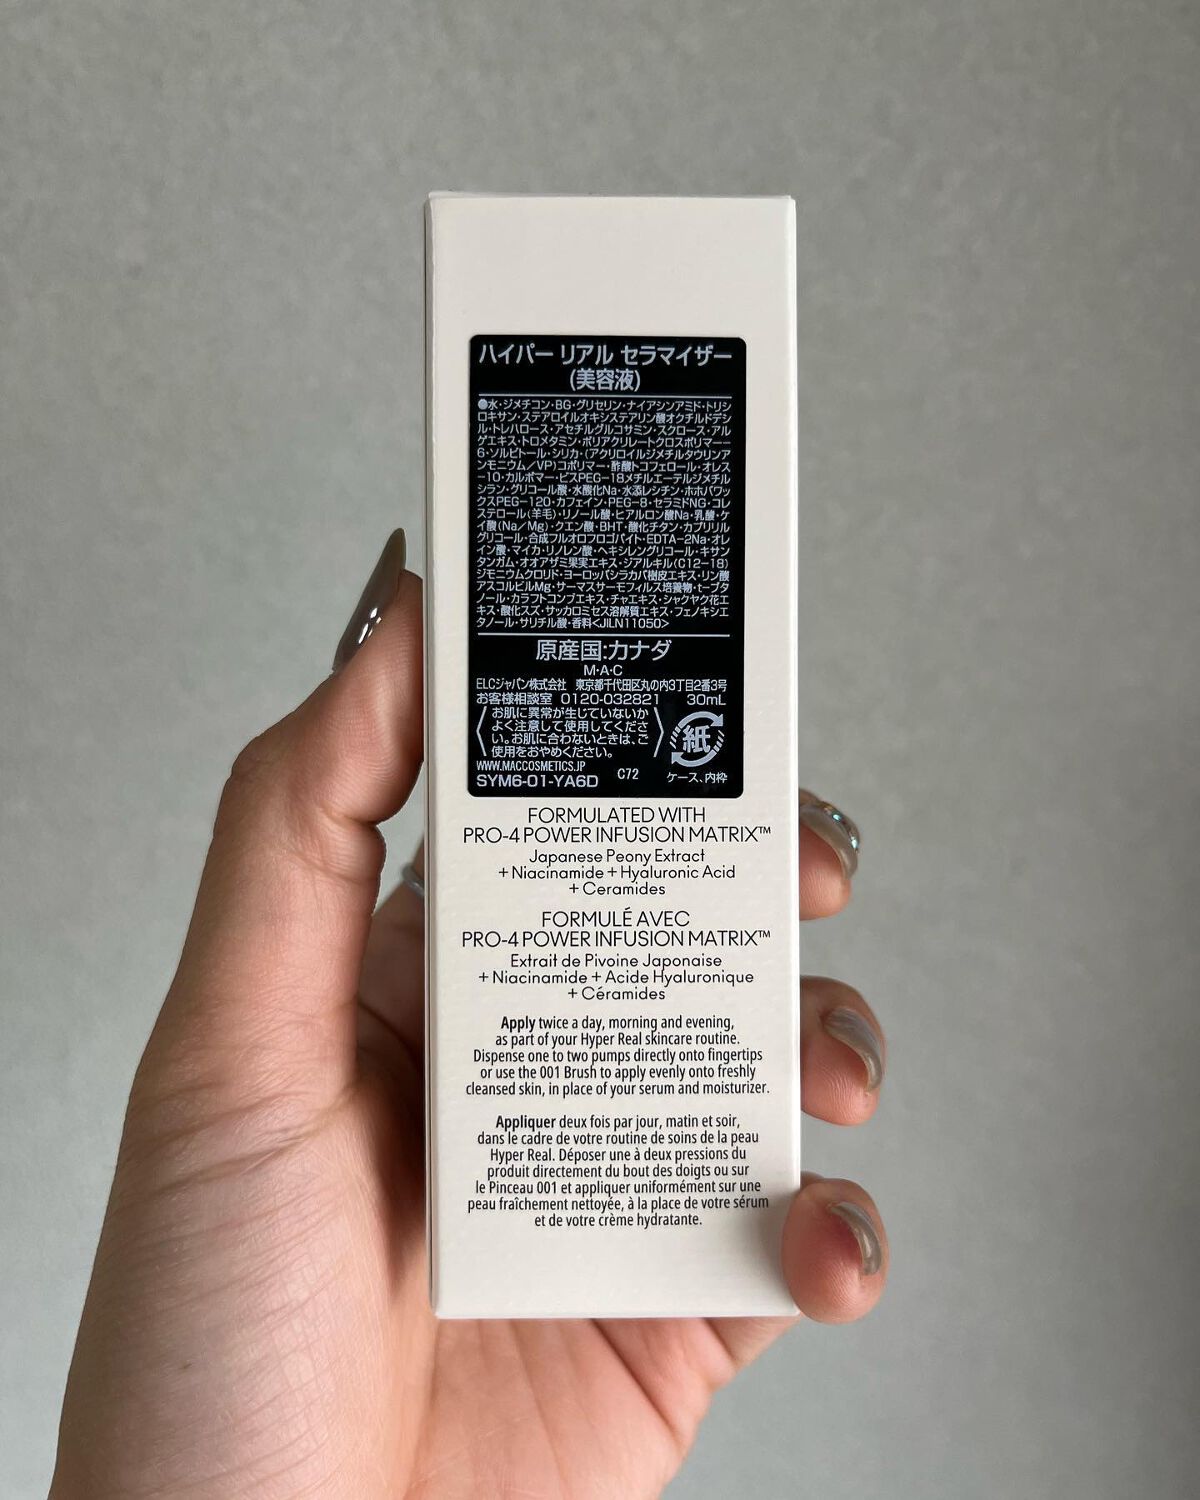 ハイパー リアル セラマイザー
(美容液)
●水・ジメチコン・BG・グリセリン・ナイアシンアミド・トリシ
ロキサン・ステアロイルオキシステアリン酸オクチルドデシ
ル・トレハロース・アセチルグルコサミン・スクロース・アル
ゲエキス・トロメタミン・ポリアクリレートクロスポリマー-
6・ソルビトール・シリカ・(アクリロイルジメチルタウリンア
ンモニウム/VP)コポリマー・酢酸トコフェロール・オレス
-10・カルボマー・ビスPEG-18メチルエーテルジメチル
シラン・グリコール酸・水酸化Na・水添レシチン・ホホバワッ
クスPEG-120・カフェイン・PEG-8・セラミドNG・コレ
ステロール(羊毛)・リノール酸・ヒアルロン酸Na・乳酸・ケ
イ酸(Na/Mg)・クエン酸・BHT・酸化チタン・カプリリル
グリコール・合成フルオロフロゴパイト・EDTA-2Na・オレ
イン酸・マイカ・リノレン酸・ヘキシレングリコール・キサン
タンガム・オオアザミ果実エキス・ジアルキル(C12-18)
ジモニウムクロリド・ヨーロッパシラカバ樹皮エキス・リン酸
アスコルビルMg・サーマスサーモフィルス培養物・t-ブタ
ノール・カラフトコンブエキス・チャエキス・シャクヤク花エ
キス・酸化スズ・サッカロミセス溶解質エキス・フェノキシエ
タノール・サリチル酸・香料<JILN11050>
原産国:カナダ
M・A・C
ELCジャパン株式会社 東京都千代田区丸の内3丁目2番3号
お客様相談室 0120-032821 30mL
お肌に異常が生じていないか
よく注意して使用してくださ
い。お肌に合わないときは、ご
使用をおやめください。
紙
WWW.MACCOSMETICS.JP
SYM6-01-YA6D C72 ケース、内枠
FORMULATED WITH
PRO-4 POWER INFUSION MATRIX™
Japanese Peony Extract
+ Niacinamide + Hyaluronic Acid
+ Ceramides
FORMULÉ AVEC
PRO-4 POWER INFUSION MATRIX™
Extrait de Pivoine Japonaise
+ Niacinamide + Acide Hyaluronique
+ Céramides
Apply twice a day, morning and evening,
as part of your Hyper Real skincare routine.
Dispense one to two pumps directly onto fingertips
or use the 001 Brush to apply evenly onto freshly
cleansed skin, in place of your serum and moisturizer.
Appliquer deux fois par jour, matin et soir,
dans le cadre de votre routine de soins de la peau
Hyper Real. Déposer une à deux pressions du
produit directement du bout des doigts ou sur
le Pinceau 001 et appliquer uniformément sur une
peau fraîchement nettoyée, à la place de votre sérum
et de votre crème hydratante.